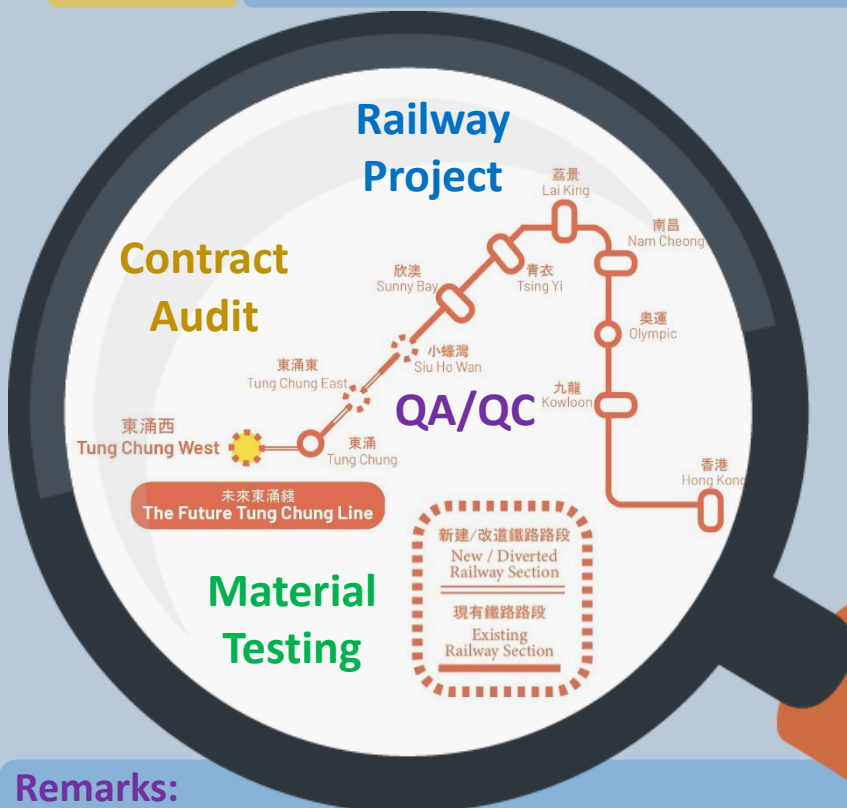 Railway
Project
荔景
Lai King
南昌
Nam Cheong
Contract
Audit
欣澳
Sunny Bay
青衣
Tsing Yi
奧運
Olympic
小蠔灣
Siu Ho Wan
東涌東
Tung Chung East
九龍
Kowloon
QA/QC
東涌西
Tung Chung West
東涌
Tung Chung
香港
Hong Kong
未來東涌綫
The Future Tung Chung Line
新建/改道鐵路路段
New / Diverted
Railway Section
現有鐵路路段
Existing
Railway Section
Material
Testing
Remarks: